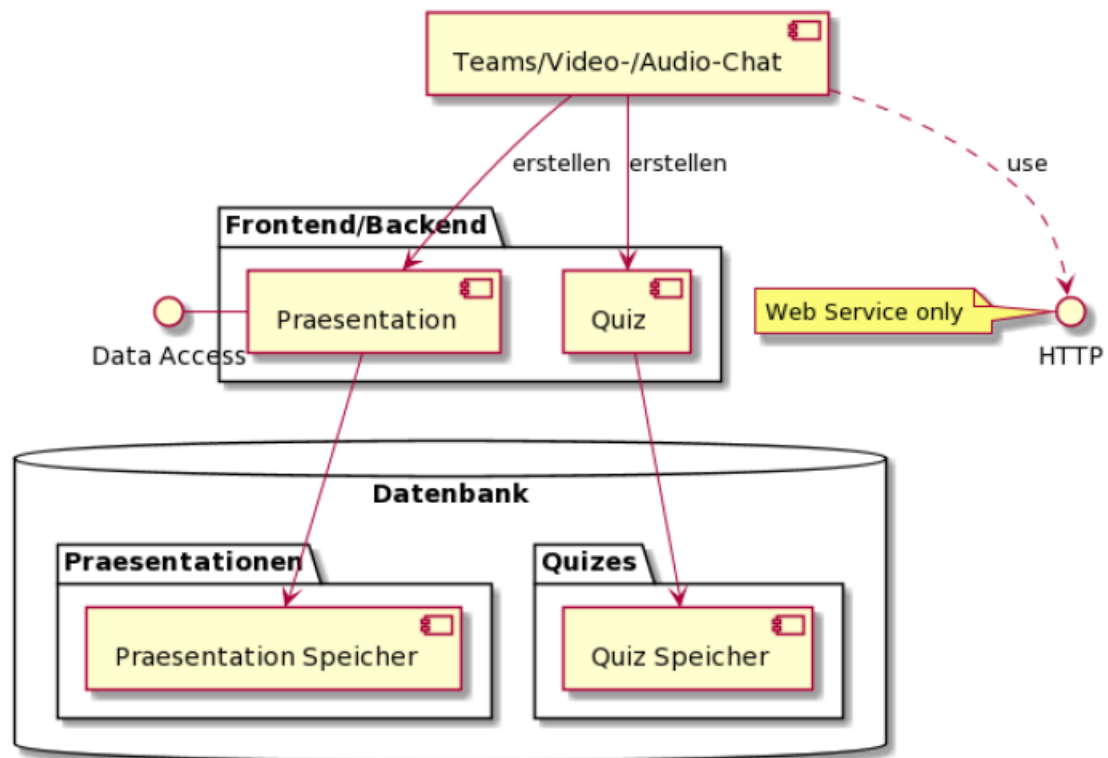 Teams/Video-/Audio-Chat
erstellen
erstellen
use
Frontend/Backend
Praesentation
Quiz
Web Service only
Data Access
HTTP
Datenbank
Praesentationen
Quizes
Praesentation Speicher
Quiz Speicher